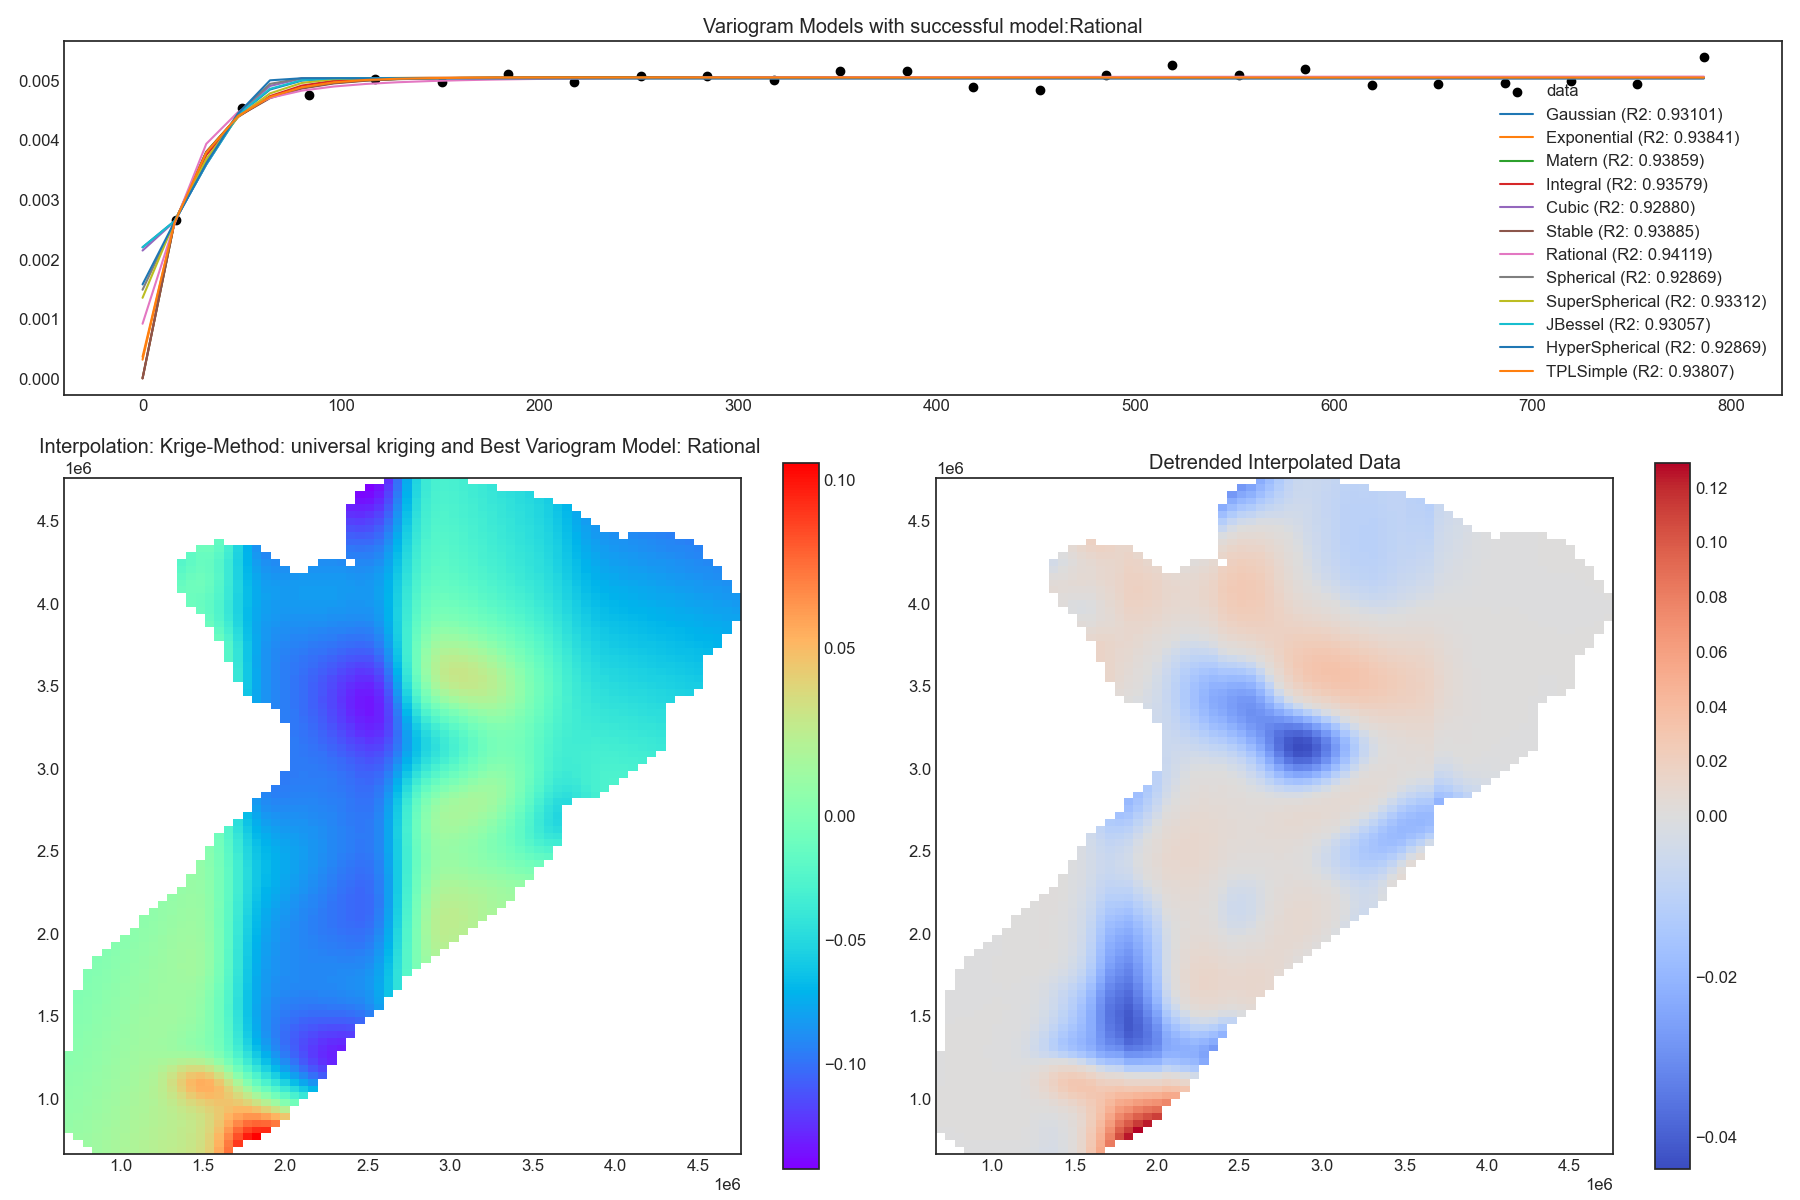 Variogram Models with successful model:Rational
0.005
0.004
0.003
0.002
0.001
0.000
data
Gaussian (R2: 0.93101)
Exponential (R2: 0.93841)
Matern (R2: 0.93859)
Integral (R2: 0.93579)
Cubic (R2: 0.92880)
Stable (R2: 0.93885)
Rational (R2: 0.94119)
Spherical (R2: 0.92869)
SuperSpherical (R2: 0.93312)
JBessel (R2: 0.93057)
HyperSpherical (R2: 0.92869)
TPLSimple (R2: 0.93807)
0 100 200 300 400 500 600 700 800
Interpolation: Krige-Method: universal kriging and Best Variogram Model: Rational
1e6
4.5
4.0
3.5
3.0
2.5
2.0
1.5
1.0
1.0 1.5 2.0 2.5 3.0 3.5 4.0 4.5
1e6
0.10
0.05
0.00
−0.05
−0.10
Detrended Interpolated Data
1e6
4.5
4.0
3.5
3.0
2.5
2.0
1.5
1.0
1.0 1.5 2.0 2.5 3.0 3.5 4.0 4.5
1e6
0.12
0.10
0.08
0.06
0.04
0.02
0.00
−0.02
−0.04